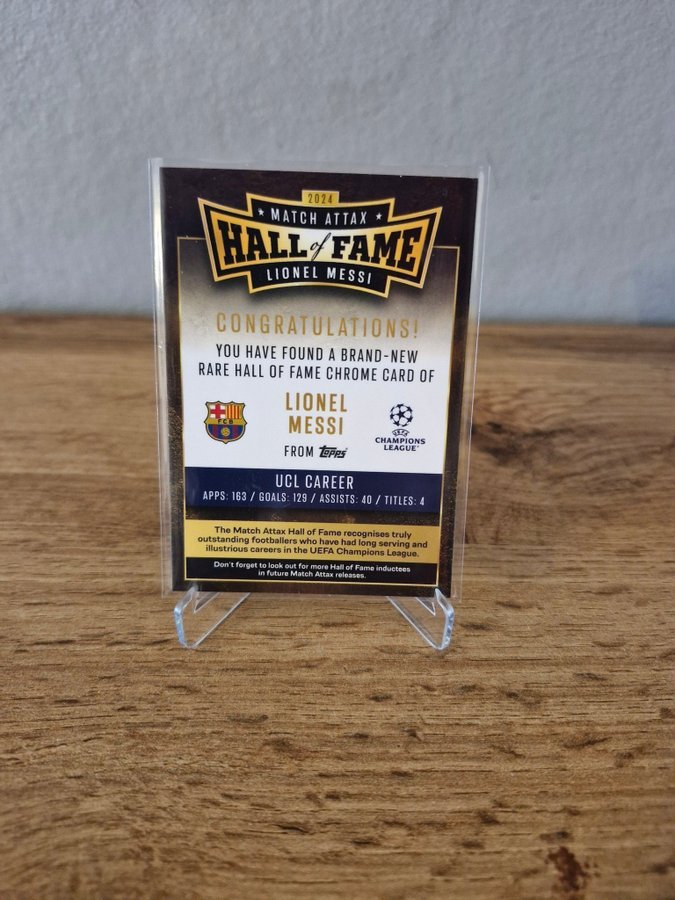 2024
★ MATCH ATTAX ★
HALL of FAME
LIONEL MESSI
CONGRATULATIONS!
YOU HAVE FOUND A BRAND-NEW
RARE HALL OF FAME CHROME CARD OF
LIONEL
MESSI
FCB
UEFA
CHAMPIONS
LEAGUE
FROM Topps
UCL CAREER
APPS: 163 / GOALS: 129 / ASSISTS: 40 / TITLES: 4
The Match Attax Hall of Fame recognises truly
outstanding footballers who have had long serving and
illustrious careers in the UEFA Champions League.
Don't forget to look out for more Hall of Fame inductees
in future Match Attax releases.